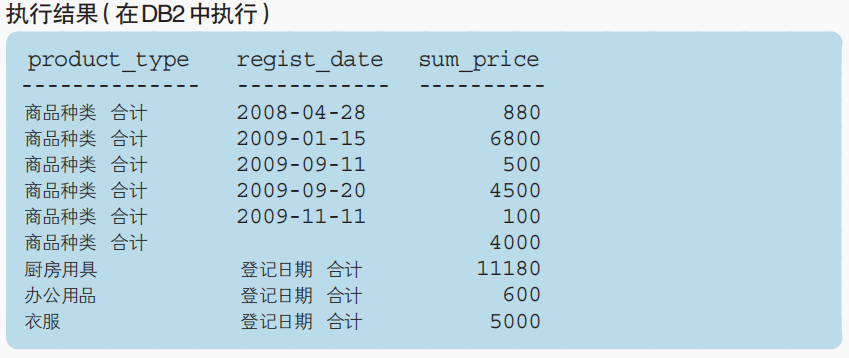 执行结果(在DB2中执行)
product_type regist_date sum_price
-------------- ------------ ----------
商品种类 合计 2008-04-28 880
商品种类 合计 2009-01-15 6800
商品种类 合计 2009-09-11 500
商品种类 合计 2009-09-20 4500
商品种类 合计 2009-11-11 100
商品种类 合计 4000
厨房用具 登记日期 合计 11180
办公用品 登记日期 合计 600
衣服 登记日期 合计 5000